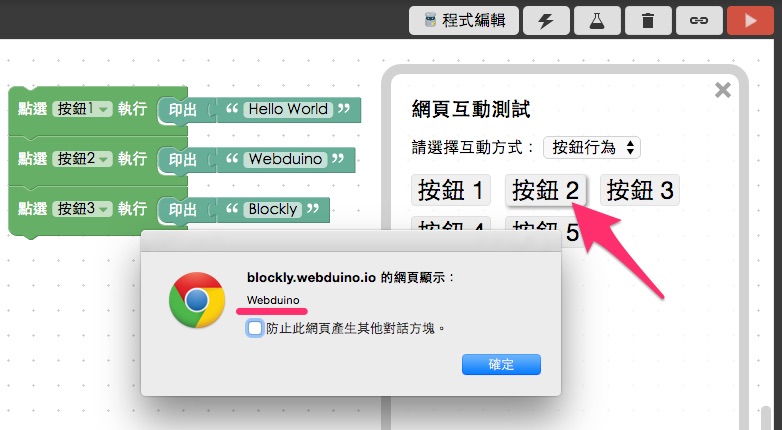 程式編輯
點選 按鈕1 執行 印出 “ Hello World ”
點選 按鈕2 執行 印出 “ Webduino ”
點選 按鈕3 執行 印出 “ Blockly ”
網頁互動測試
請選擇互動方式： 按鈕行為
按鈕 1 按鈕 2 按鈕 3
按鈕 4 按鈕 5
blockly.webduino.io 的網頁顯示：
Webduino
防止此網頁產生其他對話方塊。
確定